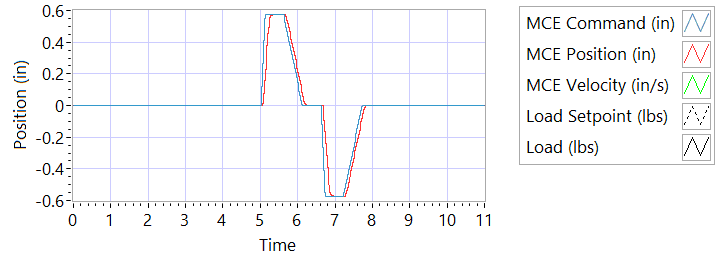 0.6
0.4
0.2
0
-0.2
-0.4
-0.6
Position (in)
0 1 2 3 4 5 6 7 8 9 10 11
Time
MCE Command (in)
MCE Position (in)
MCE Velocity (in/s)
Load Setpoint (lbs)
Load (lbs)